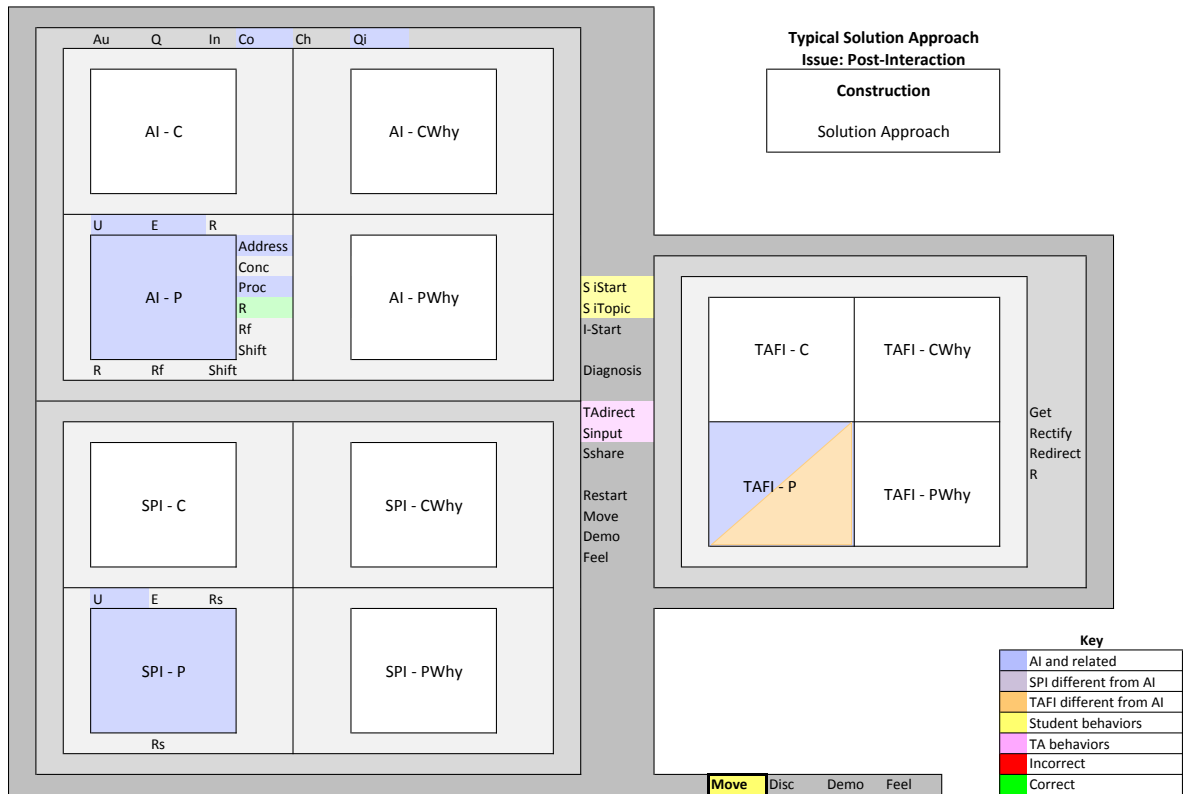 Typical Solution Approach
Issue: Post-Interaction
Construction
Solution Approach
Au Q In Co Ch Qi
AI - C
AI - CWhy
U E R
Address
Conc
Proc
R
Rf
Shift
AI - P
AI - PWhy
R Rf Shift
SPI - C
SPI - CWhy
U E Rs
SPI - P
SPI - PWhy
Rs
S iStart
S iTopic
I-Start
Diagnosis
TAdirect
Sinput
Sshare
Restart
Move
Demo
Feel
TAFI - C
TAFI - CWhy
TAFI - P
TAFI - PWhy
Get
Rectify
Redirect
R
Move Disc Demo Feel
Key
AI and related
SPI different from AI
TAFI different from AI
Student behaviors
TA behaviors
Incorrect
Correct